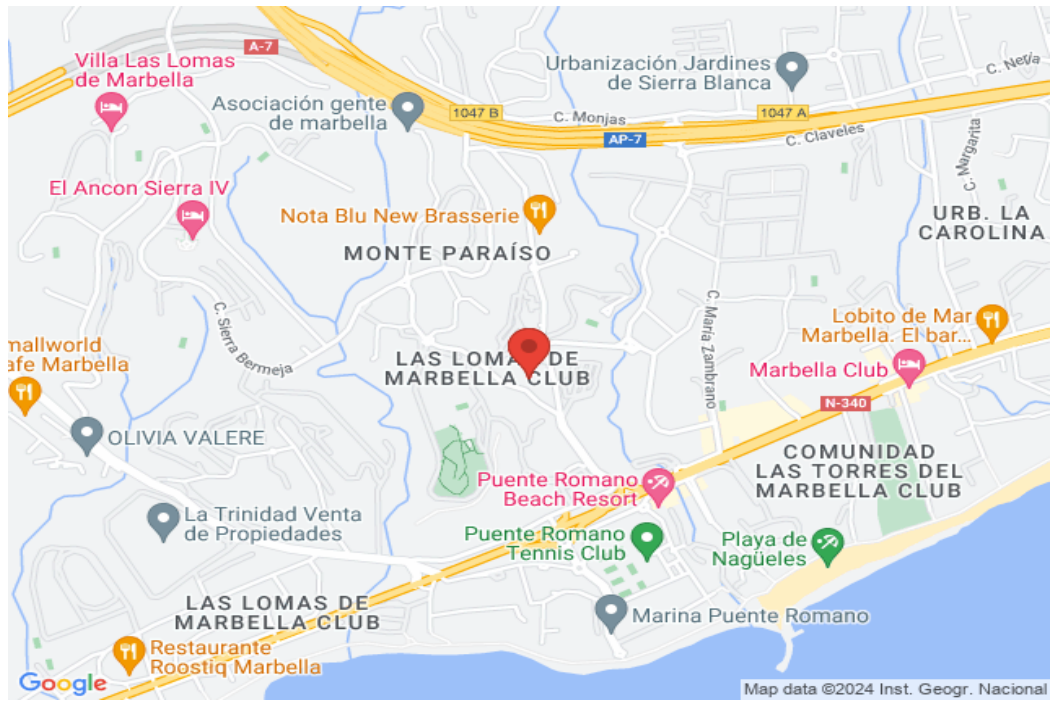 A-7
Villa Las Lomas
de Marbella
Urbanización Jardines
de Sierra Blanca
C. Nervia
Asociación gente
de marbella
1047 B
C. Monjas
1047 A
AP-7
C. Claveles
C. Margarita
El Ancon Sierra IV
Nota Blu New Brasserie
MONTE PARAÍSO
URB. LA
CAROLINA
C. Sierra Bermeja
C. María Zambrano
Lobito de Mar
Marbella. El bar...
mallworld
afe Marbella
LAS LOMAS DE
MARBELLA CLUB
Marbella Club
N-340
OLIVIA VALERE
COMUNIDAD
LAS TORRES DEL
MARBELLA CLUB
Puente Romano
Beach Resort
La Trinidad Venta
de Propiedades
Puente Romano
Tennis Club
Playa de
Nagüeles
LAS LOMAS DE
MARBELLA CLUB
Marina Puente Romano
Restaurante
Roostiq Marbella
Google
Map data ©2024 Inst. Geogr. Nacional